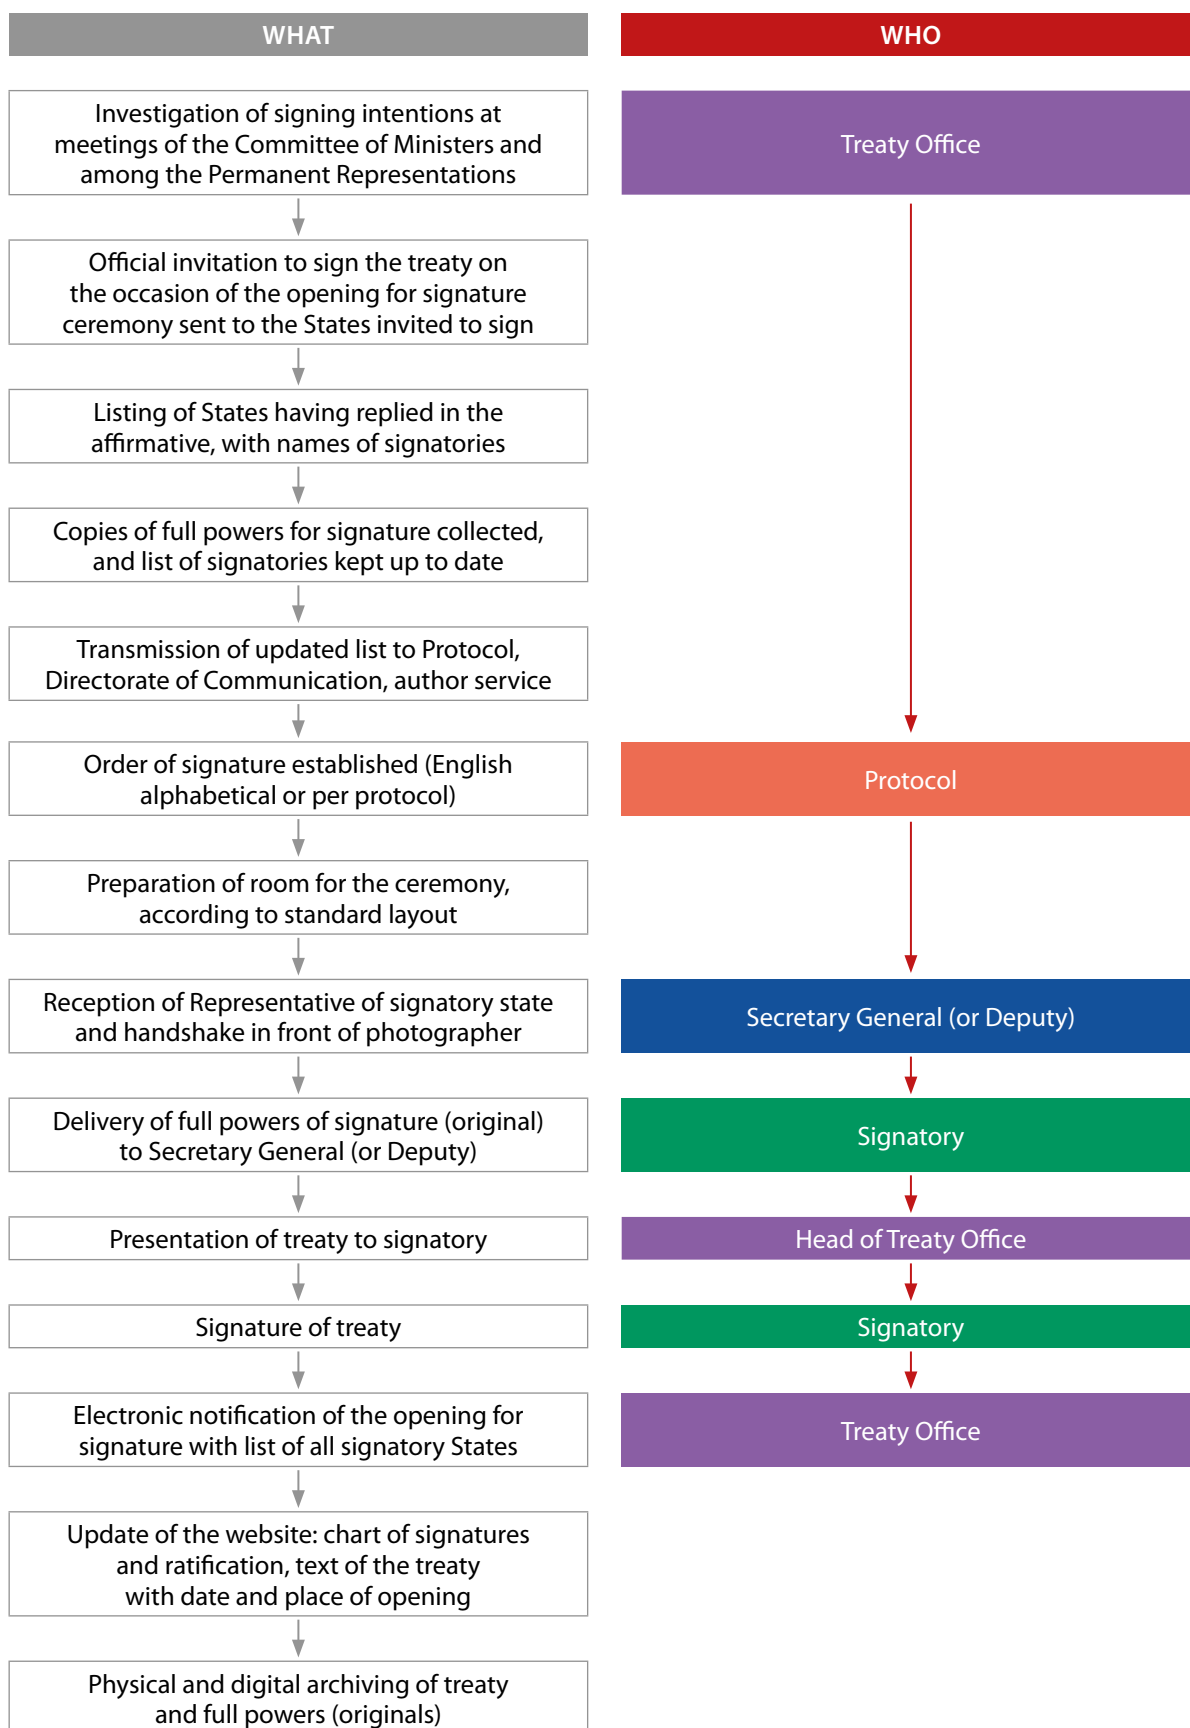 WHAT
WHO
Investigation of signing intentions at
meetings of the Committee of Ministers and
among the Permanent Representations
Treaty Office
Official invitation to sign the treaty on
the occasion of the opening for signature
ceremony sent to the States invited to sign
Listing of States having replied in the
affirmative, with names of signatories
Copies of full powers for signature collected,
and list of signatories kept up to date
Transmission of updated list to Protocol,
Directorate of Communication, author service
Order of signature established (English
alphabetical or per protocol)
Protocol
Preparation of room for the ceremony,
according to standard layout
Reception of Representative of signatory state
and handshake in front of photographer
Secretary General (or Deputy)
Delivery of full powers of signature (original)
to Secretary General (or Deputy)
Signatory
Presentation of treaty to signatory
Head of Treaty Office
Signature of treaty
Signatory
Electronic notification of the opening for
signature with list of all signatory States
Treaty Office
Update of the website: chart of signatures
and ratification, text of the treaty
with date and place of opening
Physical and digital archiving of treaty
and full powers (originals)